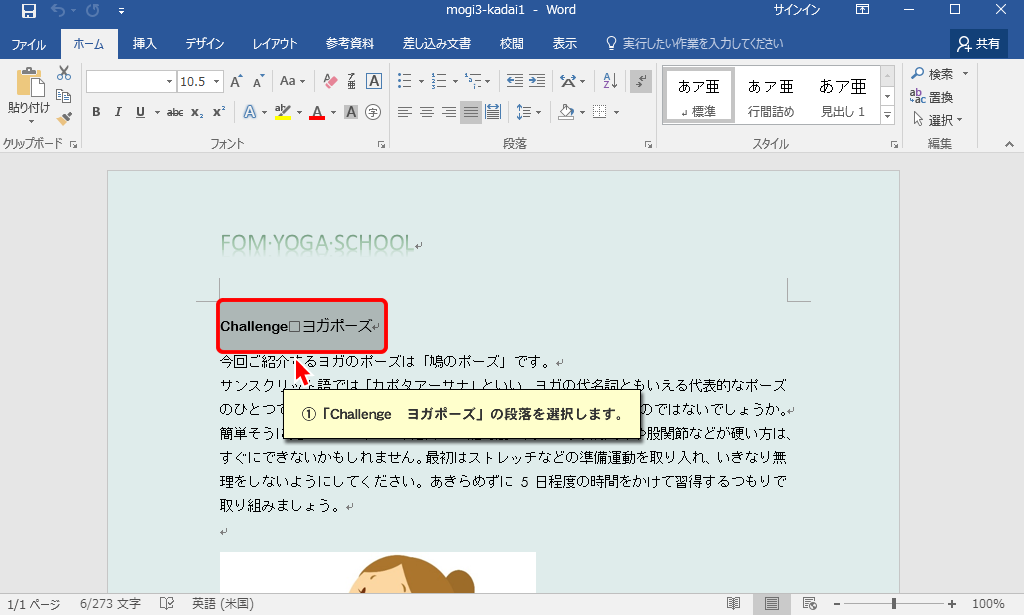 mogi3-kadai1 - Word
サインイン
ファイル
ホーム
挿入
デザイン
レイアウト
参考資料
差し込み文書
校閲
表示
実行したい作業を入力してください
共有
貼り付け
クリップボード
10.5
A A Aa
亜
A
B I U abc x₂ x²
A ab A A 字
フォント
段落
あア亜 あア亜 あア亜
↲ 標準 行間詰め 見出し 1
スタイル
検索
置換
選択
編集
FOM·YOGA·SCHOOL↵
Challenge□ヨガポーズ↵
今回ご紹介するヨガのポーズは「鳩のポーズ」です。↵
サンスクリット語では「カポタアーサナ」といい、ヨガの代名詞ともいえる代表的なポーズ
のひとつで
のではないでしょうか。↵
①「Challenge　ヨガポーズ」の段落を選択します。
簡単そうに
や股関節などが硬い方は、
すぐにできないかもしれません。最初はストレッチなどの準備運動を取り入れ、いきなり無
理をしないようにしてください。あきらめずに 5 日程度の時間をかけて習得するつもりで
取り組みましょう。↵
↵
1/1 ページ
6/273 文字
英語 (米国)
100%